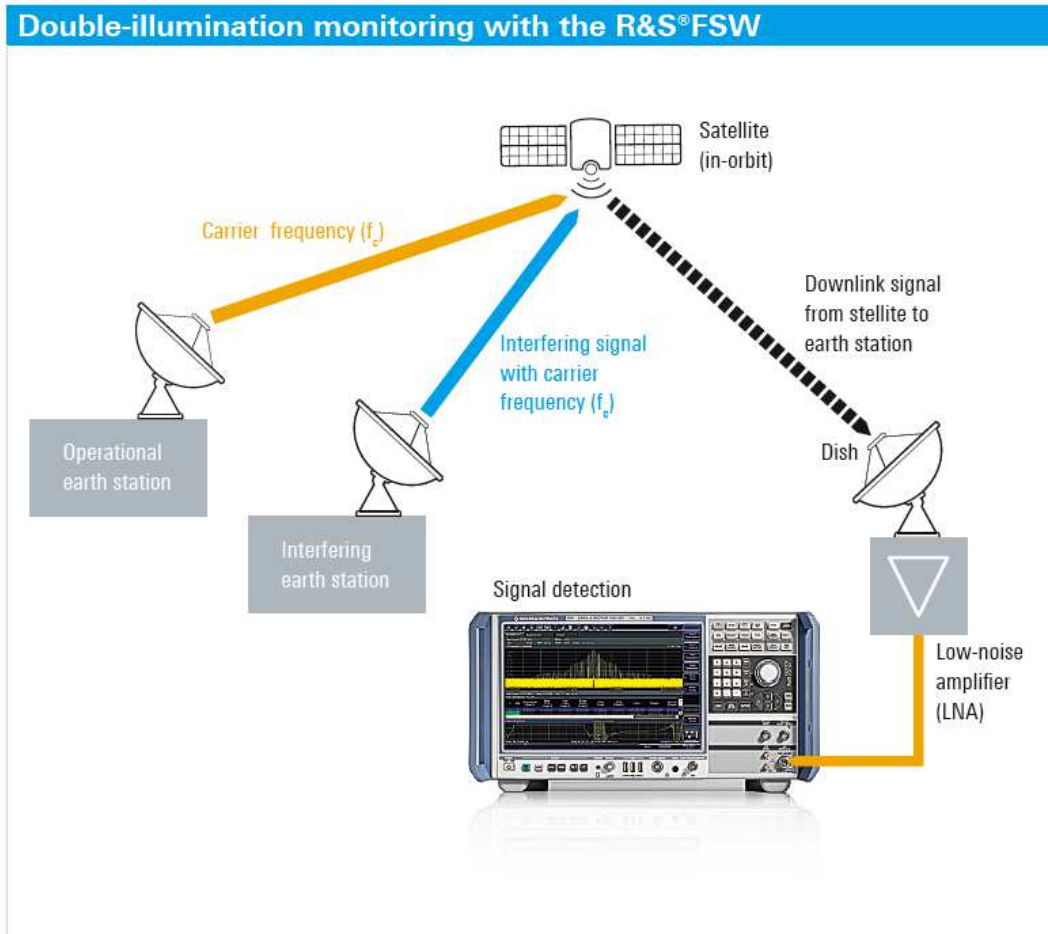 Double-illumination monitoring with the R&S®FSW
Satellite
(in-orbit)
Carrier frequency (fc)
Downlink signal
from stellite to
earth station
Interfering signal
with carrier
frequency (fc)
Dish
Operational
earth station
Interfering
earth station
Signal detection
Low-noise
amplifier
(LNA)